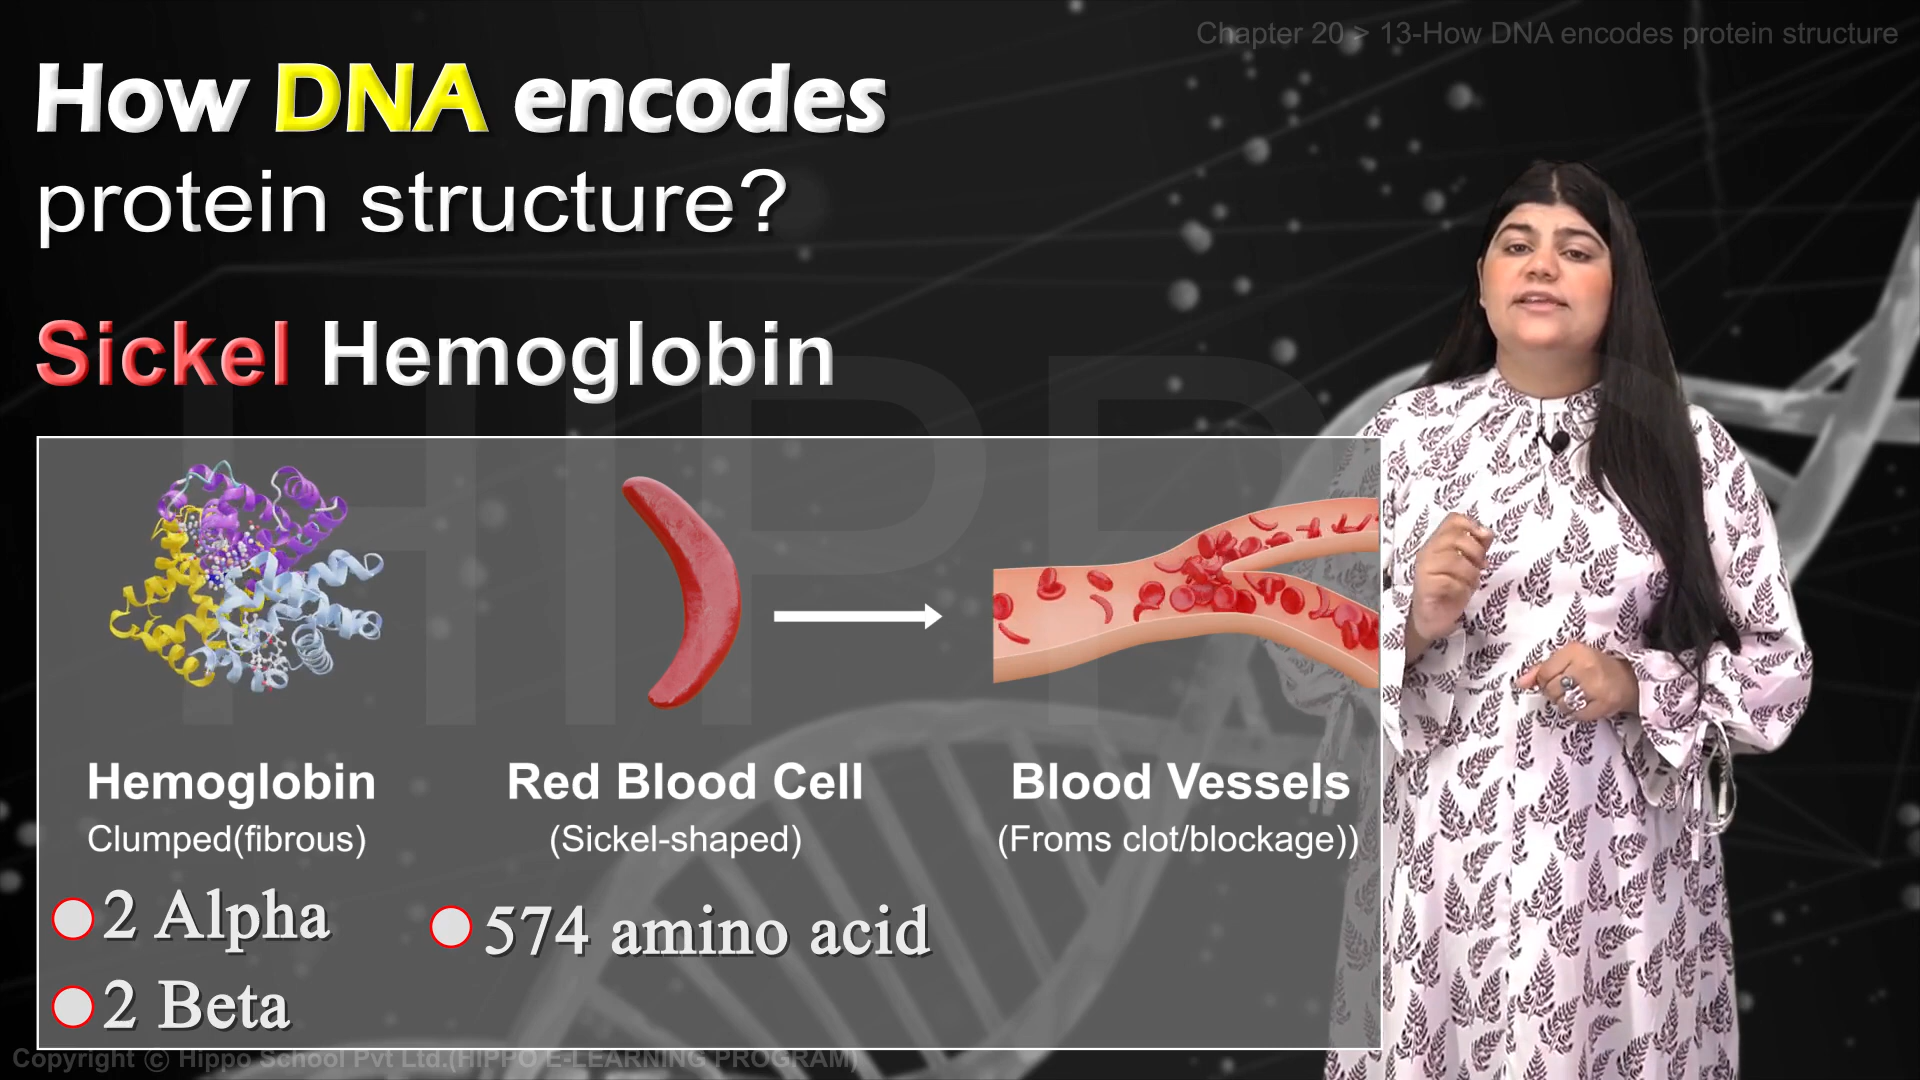 Chapter 20 > 13-How DNA encodes protein structure
How DNA encodes
protein structure?
Sickel Hemoglobin
HIPP
Hemoglobin
Clumped(fibrous)
Red Blood Cell
(Sickel-shaped)
Blood Vessels
(Froms clot/blockage))
2 Alpha
574 amino acid
2 Beta
Copyright © Hippo School Pvt Ltd.(HIPPO E-LEARNING PROGRAM)